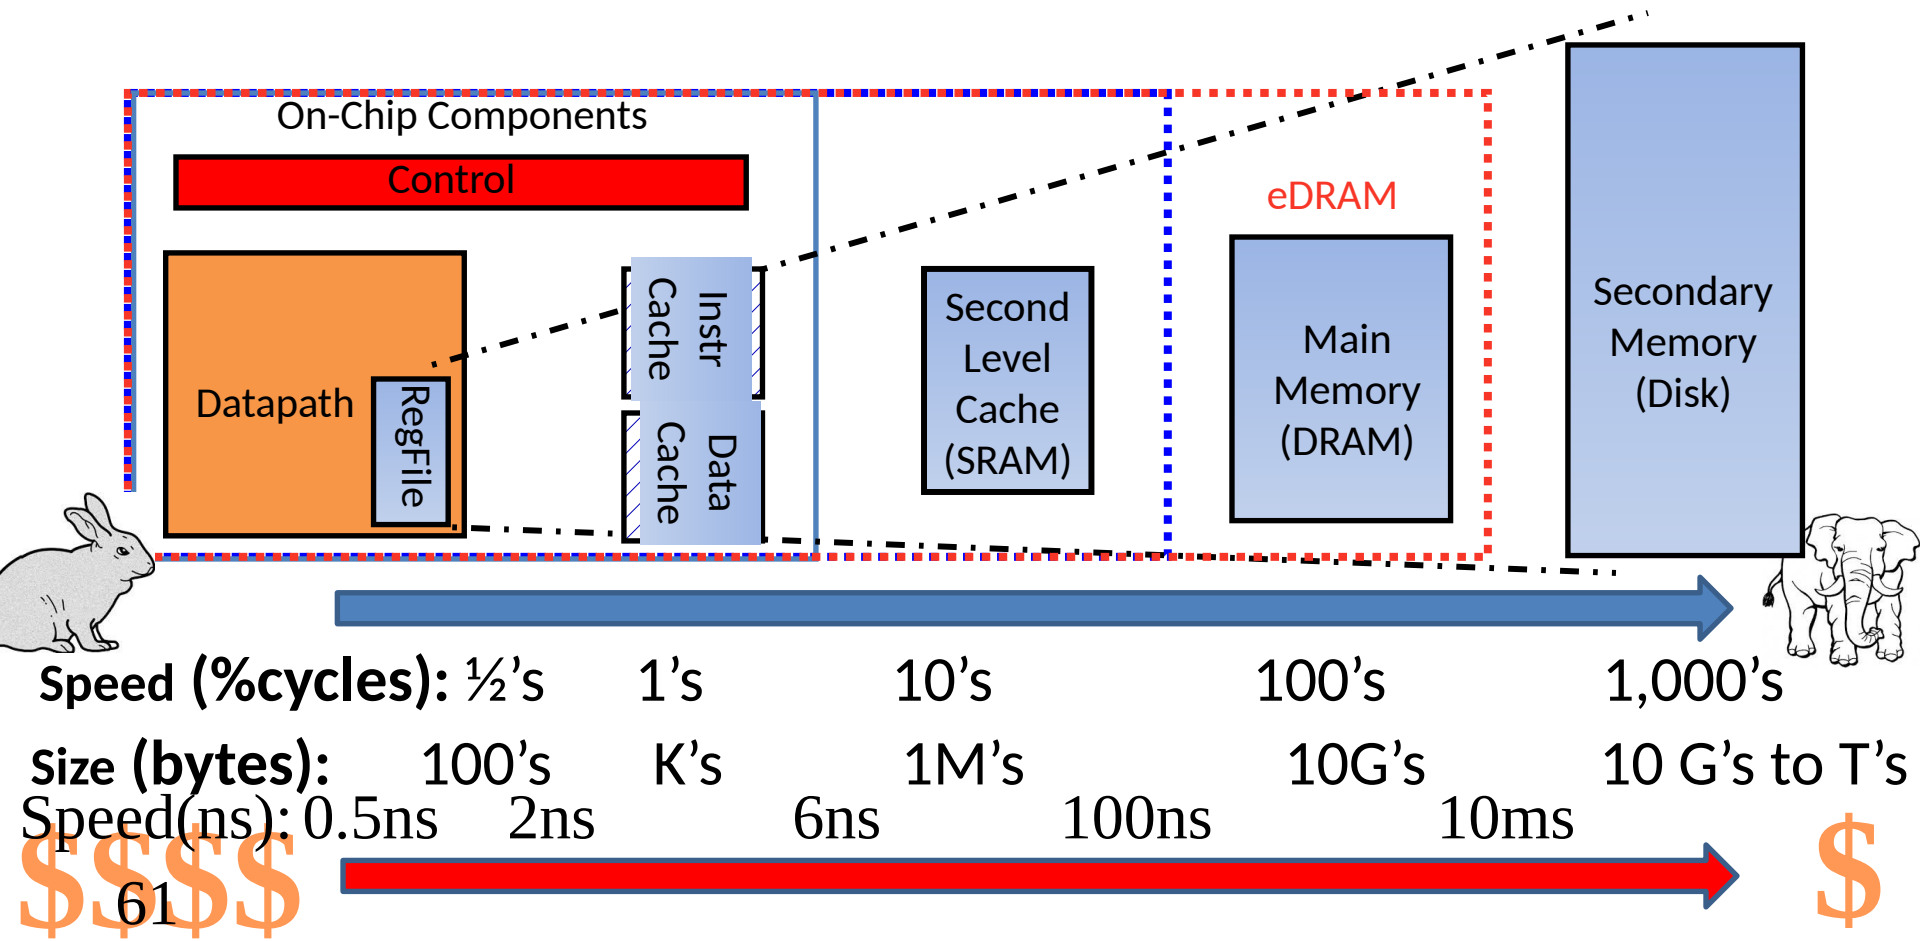 On-Chip Components
Control
eDRAM
Datapath
RegFile
Instr
Cache
Data
Cache
Second
Level
Cache
(SRAM)
Main
Memory
(DRAM)
Secondary
Memory
(Disk)
Speed (%cycles): ½’s 1’s 10’s 100’s 1,000’s
Size (bytes): 100’s K’s 1M’s 10G’s 10 G’s to T’s
Speed(ns): 0.5ns 2ns 6ns 100ns 10ms
$$$$ $
61